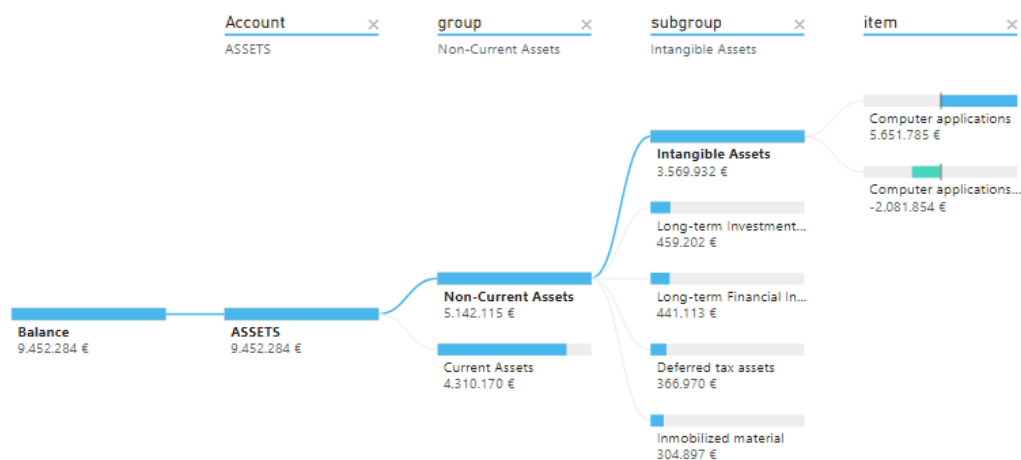 Account ×
group ×
subgroup ×
item ×
ASSETS
Non-Current Assets
Intangible Assets
Balance
9.452.284 €
ASSETS
9.452.284 €
Non-Current Assets
5.142.115 €
Current Assets
4.310.170 €
Intangible Assets
3.569.932 €
Long-term Investment...
459.202 €
Long-term Financial In...
441.113 €
Deferred tax assets
366.970 €
Inmobilized material
304.897 €
Computer applications
5.651.785 €
Computer applications...
-2.081.854 €